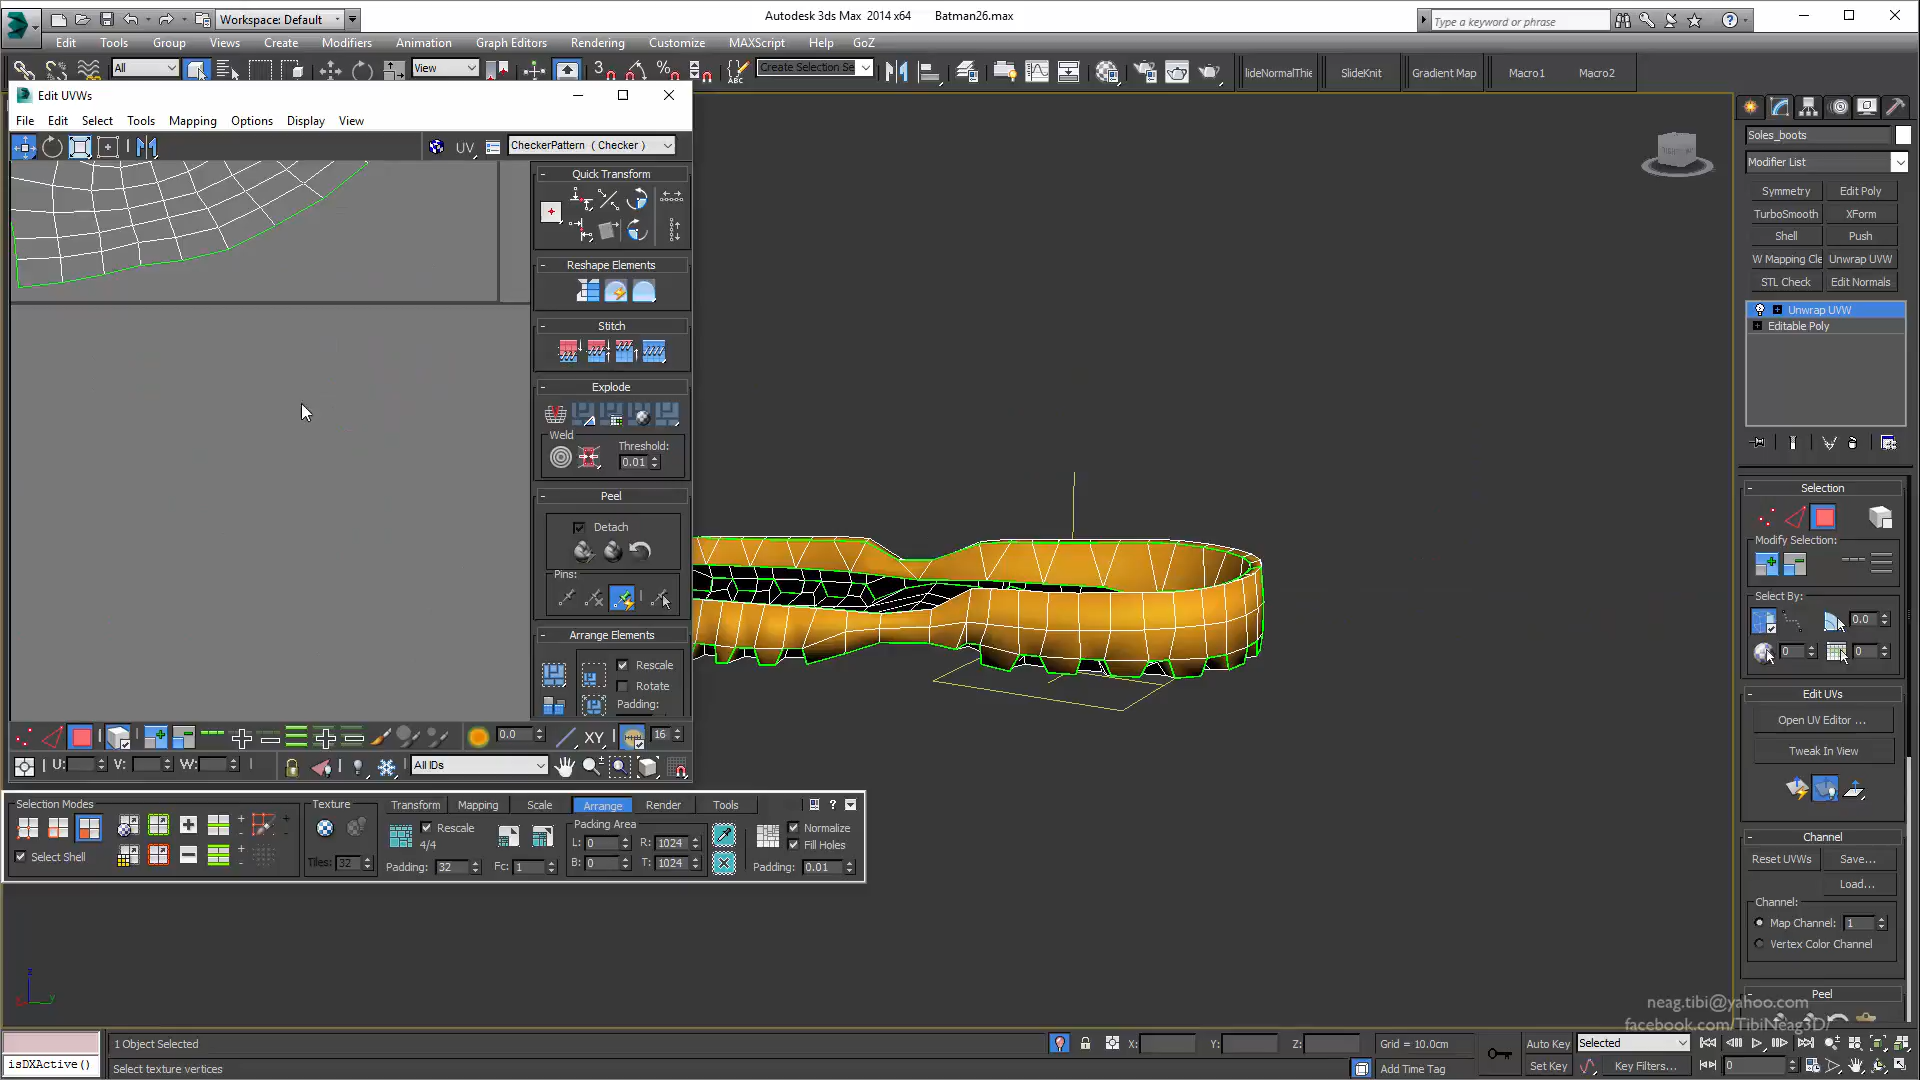 Workspace: Default
Autodesk 3ds Max 2014 x64 Batman26.max
Type a keyword or phrase
Edit Tools Group Views Create Modifiers Animation Graph Editors Rendering Customize MAXScript Help GoZ
All
View
Create Selection Se
lideNormalThie SlideKnit Gradient Map Macro1 Macro2
Edit UVWs
File Edit Select Tools Mapping Options Display View
UV
CheckerPattern ( Checker )
Quick Transform
Reshape Elements
Stitch
Explode
Weld
Threshold:
0.01
Peel
Detach
Pins:
Arrange Elements
Rescale
Rotate
Padding:
0.0
XY
16
U: V: W:
All IDs
Selection Modes
Select Shell
Texture
Tiles: 32
Transform Mapping Scale Arrange Render Tools
Rescale
4/4
Padding: 32
Fc: 1
Packing Area
L: 0 R: 1024
B: 0 T: 1024
Normalize
Fill Holes
Padding: 0.01
Soles_boots
Modifier List
Symmetry Edit Poly
TurboSmooth XForm
Shell Push
W Mapping Cle Unwrap UVW
STL Check Edit Normals
Unwrap UVW
Editable Poly
Selection
Modify Selection:
Select By:
0.0
0 0
Edit UVs
Open UV Editor ...
Tweak In View
Channel
Reset UVWs Save...
Load...
Channel:
Map Channel: 1
Vertex Color Channel
Peel
neag.tibi@yahoo.com
facebook.com/TibiNeag3D/
isDXActive()
1 Object Selected
Select texture vertices
X: Y: Z:
Grid = 10.0cm
Add Time Tag
Auto Key Selected
Set Key Key Filters...
0
z
x
y